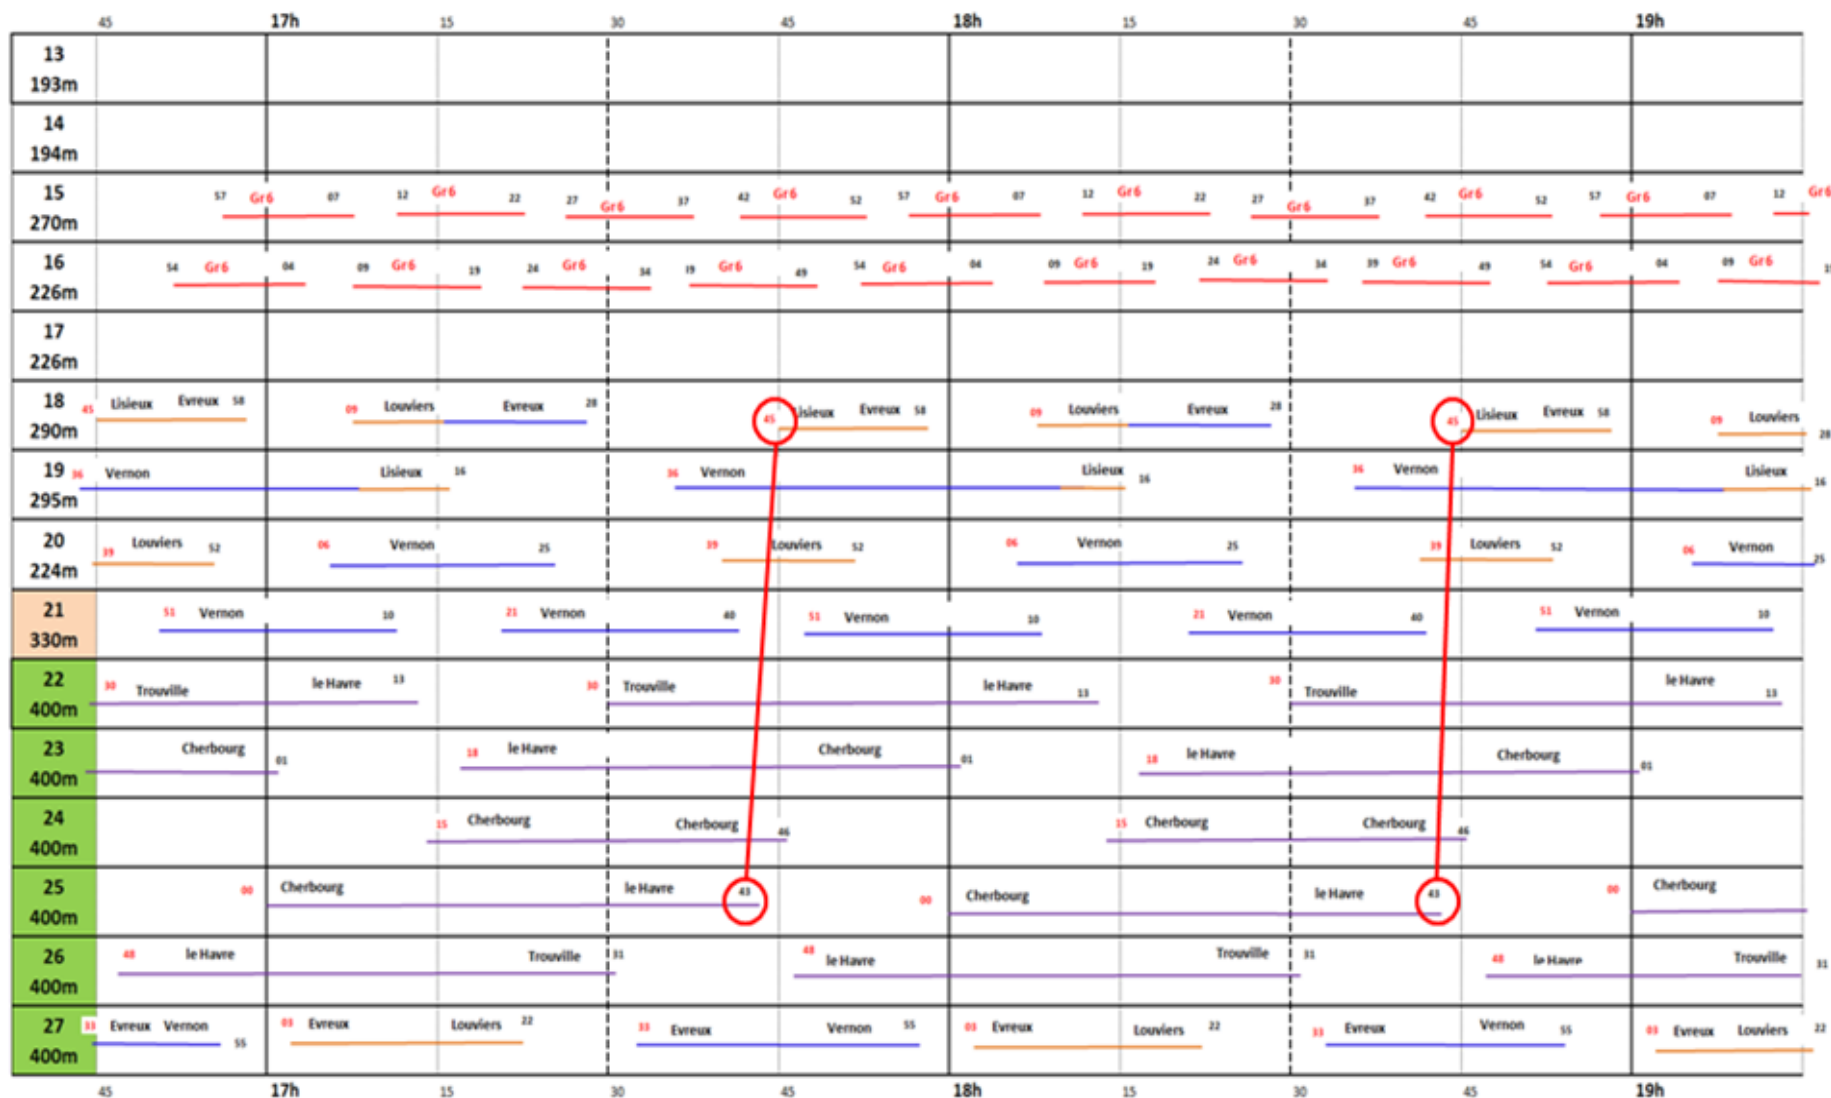 45 17h 15 30 45 18h 15 30 45 19h
13
193m
14
194m
15
57 Gr6 07 12 Gr6 22 27 Gr6 37 42 Gr6 52 57 Gr6 07 12 Gr6 22 27 Gr6 37 42 Gr6 52 57 Gr6 07 12 Gr6
270m
16
54 Gr6 04 09 Gr6 19 24 Gr6 34 39 Gr6 49 54 Gr6 04 09 Gr6 19 24 Gr6 34 39 Gr6 49 54 Gr6 04 09 Gr6
226m
17
226m
18
45 Lisieux Evreux 58 09 Louviers Evreux 28 45 Lisieux Evreux 58 09 Louviers Evreux 28 45 Lisieux Evreux 58 09 Louviers 28
290m
19
36 Vernon Lisieux 16 36 Vernon Lisieux 16 36 Vernon Lisieux 16
295m
20
39 Louviers 52 06 Vernon 25 39 Louviers 52 06 Vernon 25 39 Louviers 52 06 Vernon 25
224m
21
51 Vernon 10 21 Vernon 40 51 Vernon 10 21 Vernon 40 51 Vernon 10
330m
22
30 Trouville le Havre 13 30 Trouville le Havre 13 30 Trouville le Havre 13
400m
23
Cherbourg 01 18 le Havre Cherbourg 01 18 le Havre Cherbourg 01
400m
24
15 Cherbourg Cherbourg 46 15 Cherbourg Cherbourg 46
400m
25
00 Cherbourg le Havre 43 00 Cherbourg le Havre 43 00 Cherbourg
400m
26
48 le Havre Trouville 31 48 le Havre Trouville 31 48 le Havre Trouville 31
400m
27
33 Evreux Vernon 55 03 Evreux Louviers 22 33 Evreux Vernon 55 03 Evreux Louviers 22 33 Evreux Vernon 55 03 Evreux Louviers 22
400m
45 17h 15 30 45 18h 15 30 45 19h